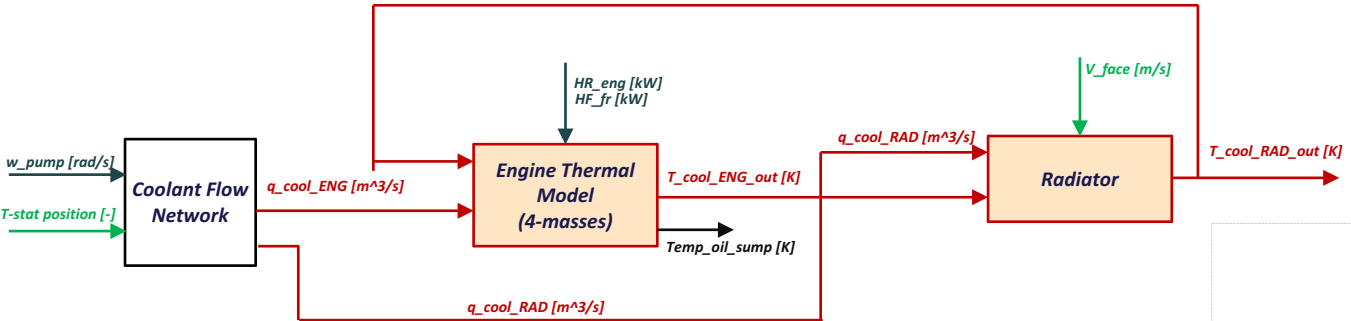 HR_eng [kW]
HF_fr [kW]
V_face [m/s]
w_pump [rad/s]
T-stat position [-]
Coolant Flow
Network
q_cool_ENG [m^3/s]
Engine Thermal
Model
(4-masses)
T_cool_ENG_out [K]
Temp_oil_sump [K]
q_cool_RAD [m^3/s]
q_cool_RAD [m^3/s]
Radiator
T_cool_RAD_out [K]